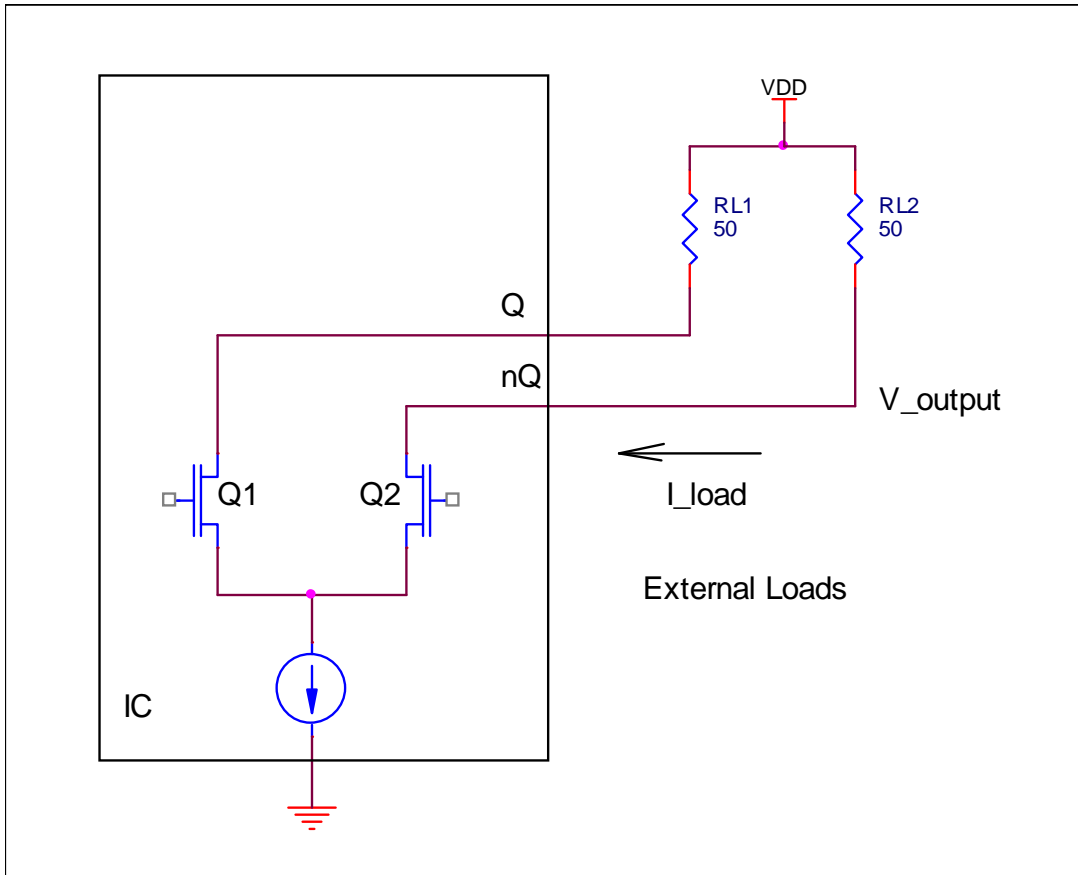 VDD
RL1
50
RL2
50
Q
nQ
V_output
Q1
Q2
I_load
External Loads
IC